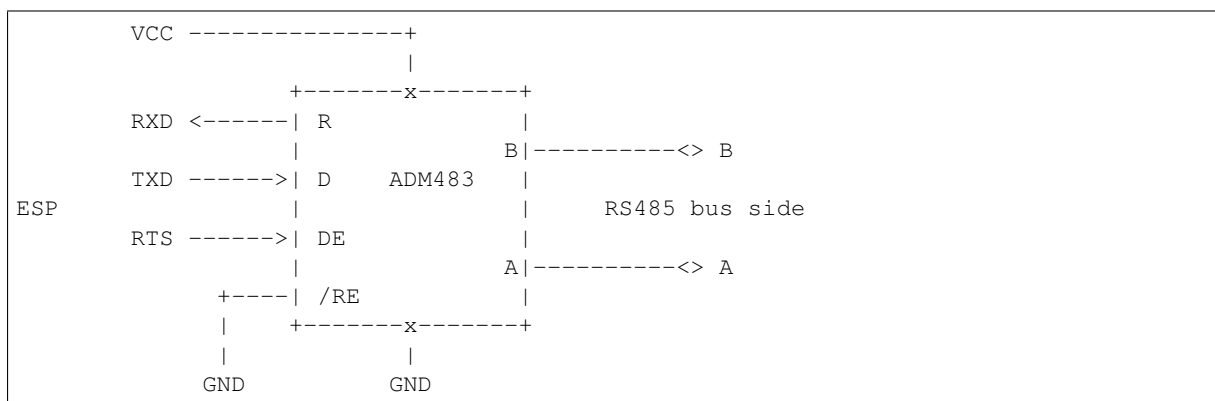 VCC ---------------+
|
+-------x-------+
RXD <------| R |
| B|----------<> B
TXD ------>| D ADM483 |
ESP | | RS485 bus side
RTS ------>| DE |
| A|----------<> A
+----| /RE |
| +-------x-------+
| |
GND GND